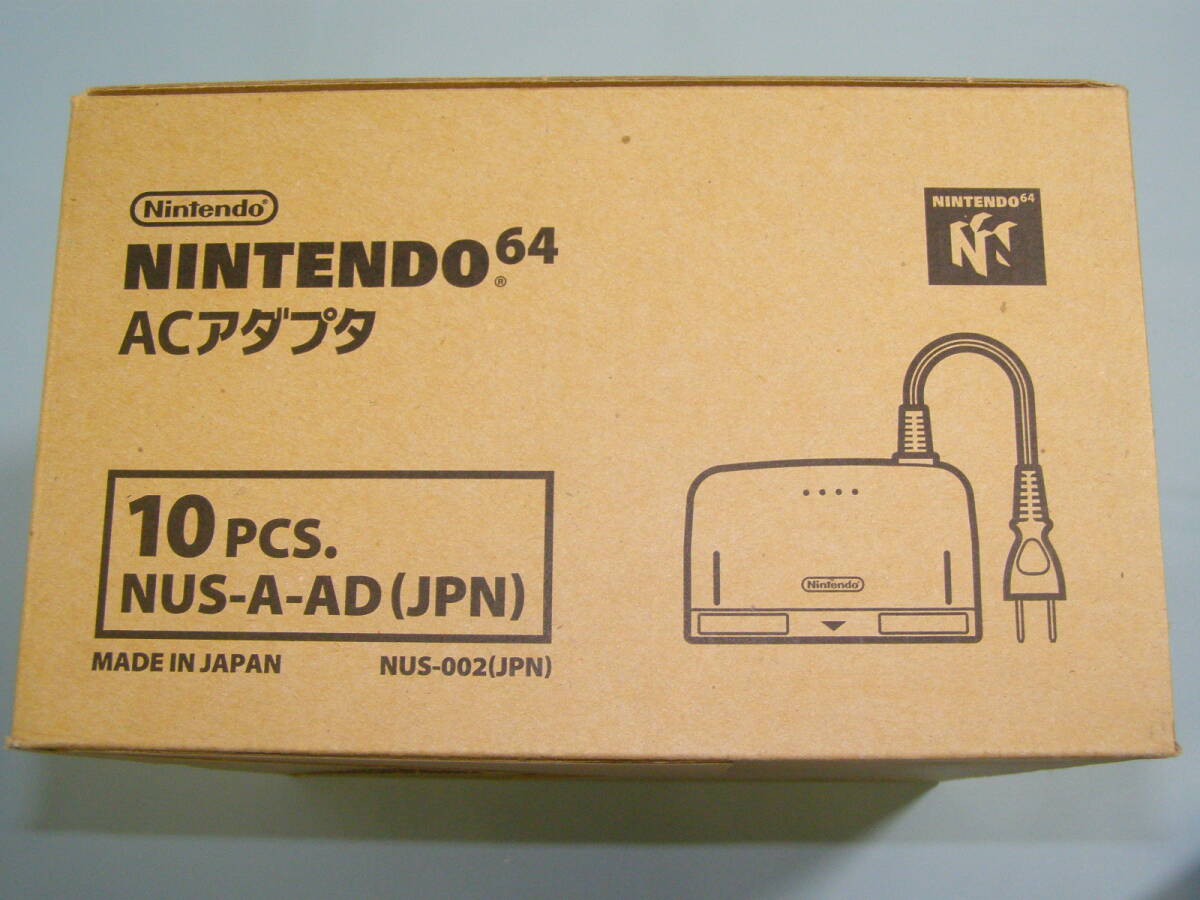 Nintendo®
NINTENDO64®
ACアダプタ
NINTENDO64
10 PCS.
NUS-A-AD(JPN)
MADE IN JAPAN
NUS-002(JPN)
Nintendo